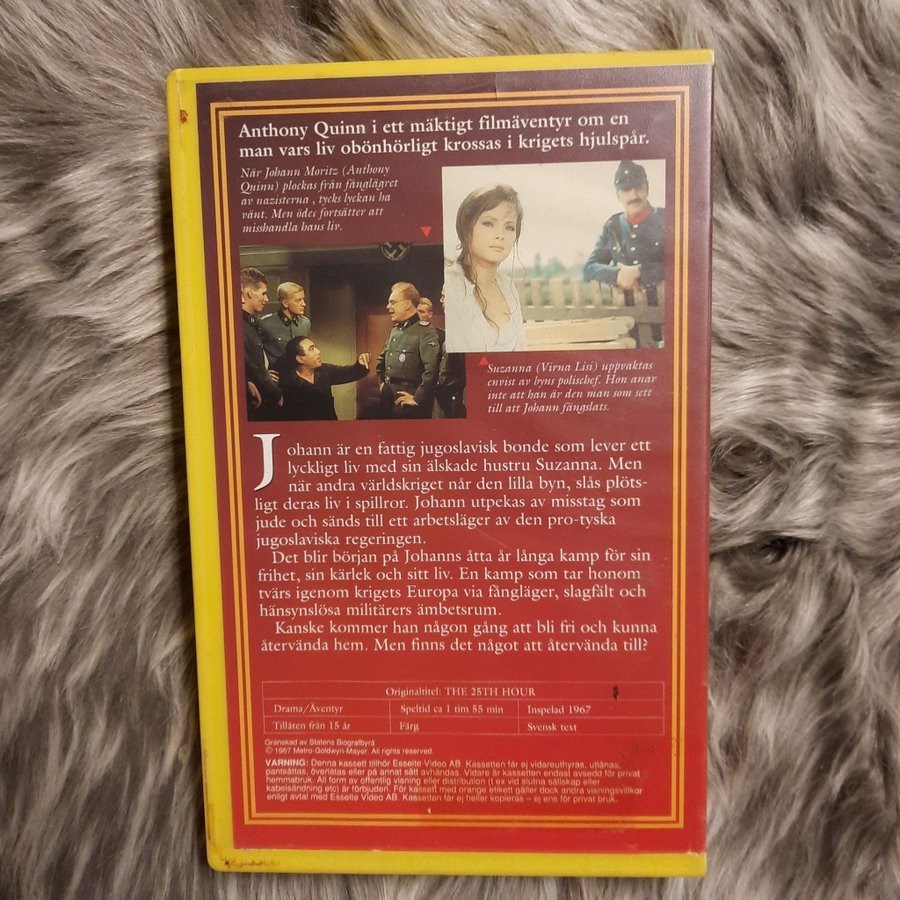 Anthony Quinn i ett mäktigt filmäventyr om en
man vars liv obönhörligt krossas i krigets hjulspår.
När Johann Moritz (Anthony
Quinn) plockas från fånglägret
av nazisterna , tycks lyckan ha
vänt. Men ödet fortsätter att
misshandla hans liv.
Suzanna (Virna Lisi) uppvaktas
envist av byns polischef. Hon anar
inte att han är den man som sett
till att Johann fängslats.
Johann är en fattig jugoslavisk bonde som lever ett
lyckligt liv med sin älskade hustru Suzanna. Men
när andra världskriget når den lilla byn, slås plöts-
ligt deras liv i spillror. Johann utpekas av misstag som
jude och sänds till ett arbetsläger av den pro-tyska
jugoslaviska regeringen.
Det blir början på Johanns åtta år långa kamp för sin
frihet, sin kärlek och sitt liv. En kamp som tar honom
tvärs igenom krigets Europa via fångläger, slagfält och
hänsynslösa militärers ämbetsrum.
Kanske kommer han någon gång att bli fri och kunna
återvända hem. Men finns det något att återvända till?
Originaltitel: THE 25TH HOUR
Drama/Äventyr Speltid ca 1 tim 55 min Inspelad 1967
Tillåten från 15 år Färg Svensk text
Granskad av Statens Biografbyrå
© 1967 Metro-Goldwyn-Mayer. All rights reserved.
VARNING: Denna kassett tillhör Esselte Video AB. Kassetten får ej vidareuthyras, utlånas,
pantsättas, överlåtas eller på annat sätt avhändas. Vidare är kassetten endast avsedd för privat
hemmabruk. All form av offentlig visning eller distribution (t ex vid slutna sällskap eller
kabelsändning etc) är förbjuden. För kassett med orange etikett gäller dock andra visningsvillkor
enligt avtal med Esselte Video AB. Kassetten får ej heller kopieras – ej ens för privat bruk.